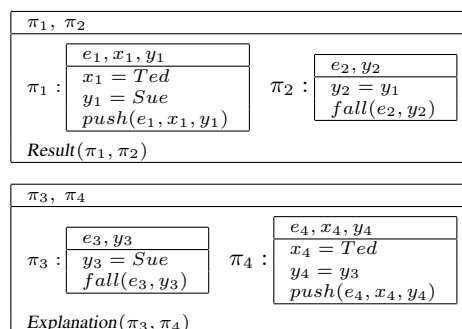 π₁, π₂
π₁ :
e₁, x₁, y₁
x₁ = Ted
y₁ = Sue
push(e₁, x₁, y₁)
π₂ :
e₂, y₂
y₂ = y₁
fall(e₂, y₂)
Result(π₁, π₂)
π₃, π₄
π₃ :
e₃, y₃
y₃ = Sue
fall(e₃, y₃)
π₄ :
e₄, x₄, y₄
x₄ = Ted
y₄ = y₃
push(e₄, x₄, y₄)
Explanation(π₃, π₄)